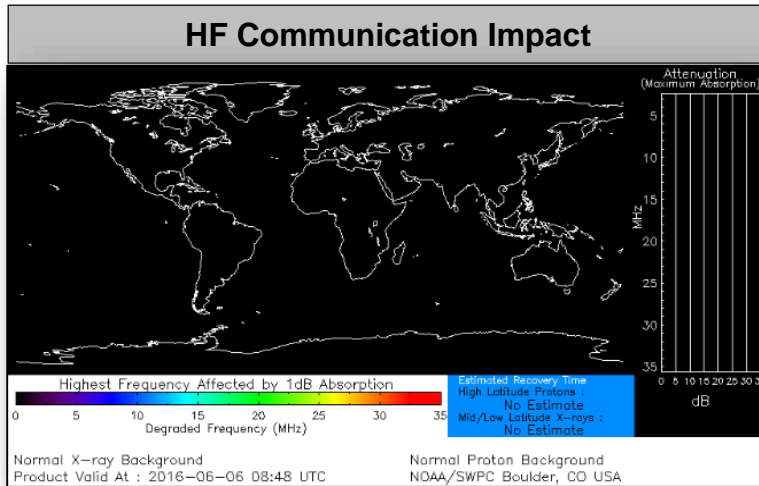 HF Communication Impact
Attenuation
(Maximum Absorption)
5
10
15
20
25
30
35
MHz
0 5 10 15 20 25 30 3
dB
Highest Frequency Affected by 1dB Absorption
0 5 10 15 20 25 30 35
Degraded Frequency (MHz)
Estimated Recovery Time
High Latitude Protons :
No Estimate
Mid/Low Latitude X-rays :
No Estimate
Normal X-ray Background
Product Valid At : 2016-06-06 08:48 UTC
Normal Proton Background
NOAA/SWPC Boulder, CO USA